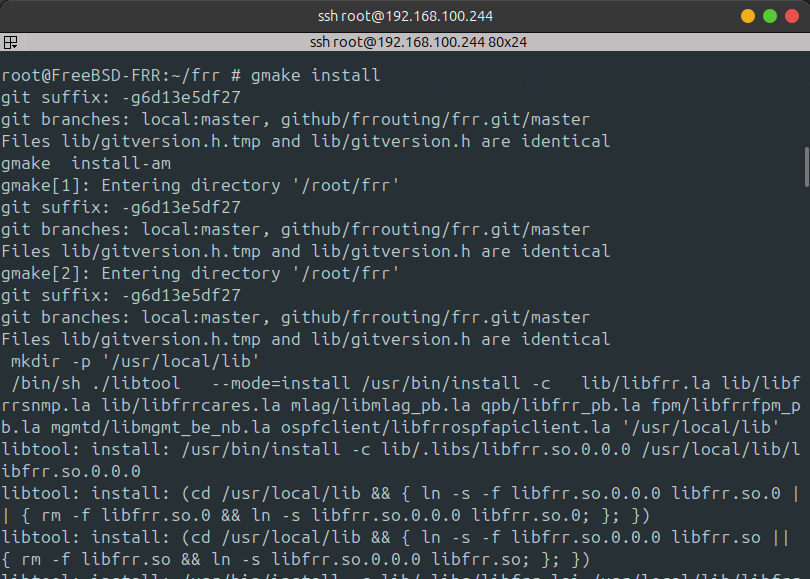 ssh root@192.168.100.244
ssh root@192.168.100.244 80x24
root@FreeBSD-FRR:~/frr # gmake install
git suffix: -g6d13e5df27
git branches: local:master, github/frrouting/frr.git/master
Files lib/gitversion.h.tmp and lib/gitversion.h are identical
gmake  install-am
gmake[1]: Entering directory '/root/frr'
git suffix: -g6d13e5df27
git branches: local:master, github/frrouting/frr.git/master
Files lib/gitversion.h.tmp and lib/gitversion.h are identical
gmake[2]: Entering directory '/root/frr'
git suffix: -g6d13e5df27
git branches: local:master, github/frrouting/frr.git/master
Files lib/gitversion.h.tmp and lib/gitversion.h are identical
 mkdir -p '/usr/local/lib'
 /bin/sh ./libtool   --mode=install /usr/bin/install -c   lib/libfrr.la lib/libf
rrsnmp.la lib/libfrrcares.la mlag/libmlag_pb.la qpb/libfrr_pb.la fpm/libfrrfpm_p
b.la mgmtd/libmgmt_be_nb.la ospfclient/libfrrospfapiclient.la '/usr/local/lib'
libtool: install: /usr/bin/install -c lib/.libs/libfrr.so.0.0.0 /usr/local/lib/l
ibfrr.so.0.0.0
libtool: install: (cd /usr/local/lib && { ln -s -f libfrr.so.0.0.0 libfrr.so.0 |
| { rm -f libfrr.so.0 && ln -s libfrr.so.0.0.0 libfrr.so.0; }; })
libtool: install: (cd /usr/local/lib && { ln -s -f libfrr.so.0.0.0 libfrr.so ||
{ rm -f libfrr.so && ln -s libfrr.so.0.0.0 libfrr.so; }; })